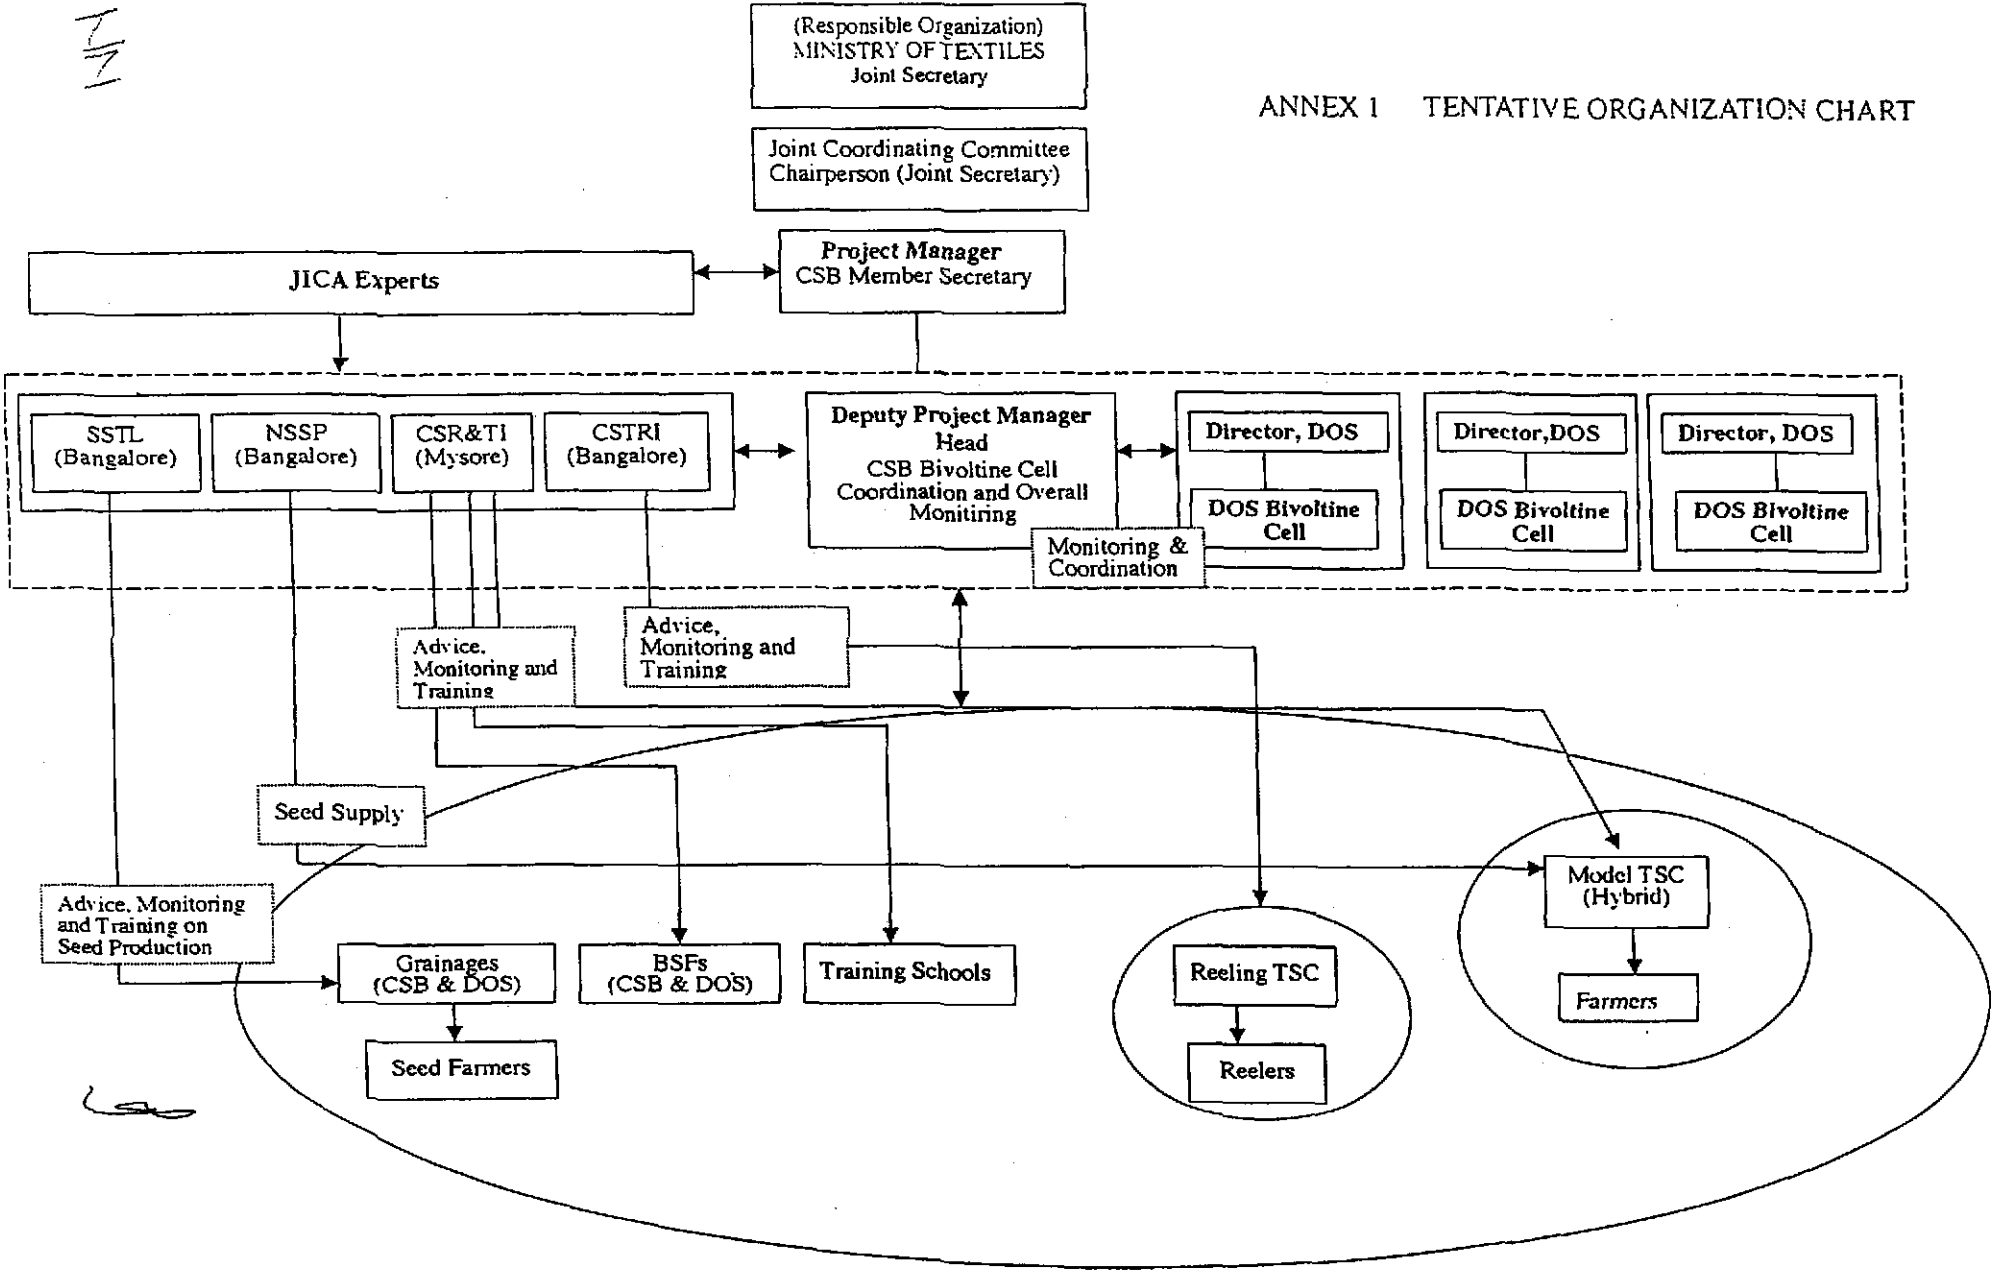 (Responsible Organization)
MINISTRY OF TEXTILES
Joint Secretary
ANNEX 1 TENTATIVE ORGANIZATION CHART
Joint Coordinating Committee
Chairperson (Joint Secretary)
Project Manager
CSB Member Secretary
JICA Experts
SSTL
(Bangalore)
NSSP
(Bangalore)
CSR&TI
(Mysore)
CSTRI
(Bangalore)
Deputy Project Manager
Head
CSB Bivoltine Cell
Coordination and Overall
Monitiring
Director, DOS
DOS Bivoltine
Cell
Director,DOS
DOS Bivoltine
Cell
Director, DOS
DOS Bivoltine
Cell
Monitoring &
Coordination
Advice,
Monitoring and
Training
Advice,
Monitoring and
Training
Seed Supply
Advice, Monitoring
and Training on
Seed Production
Grainages
(CSB & DOS)
Seed Farmers
BSFs
(CSB & DOS)
Training Schools
Reeling TSC
Reelers
Model TSC
(Hybrid)
Farmers